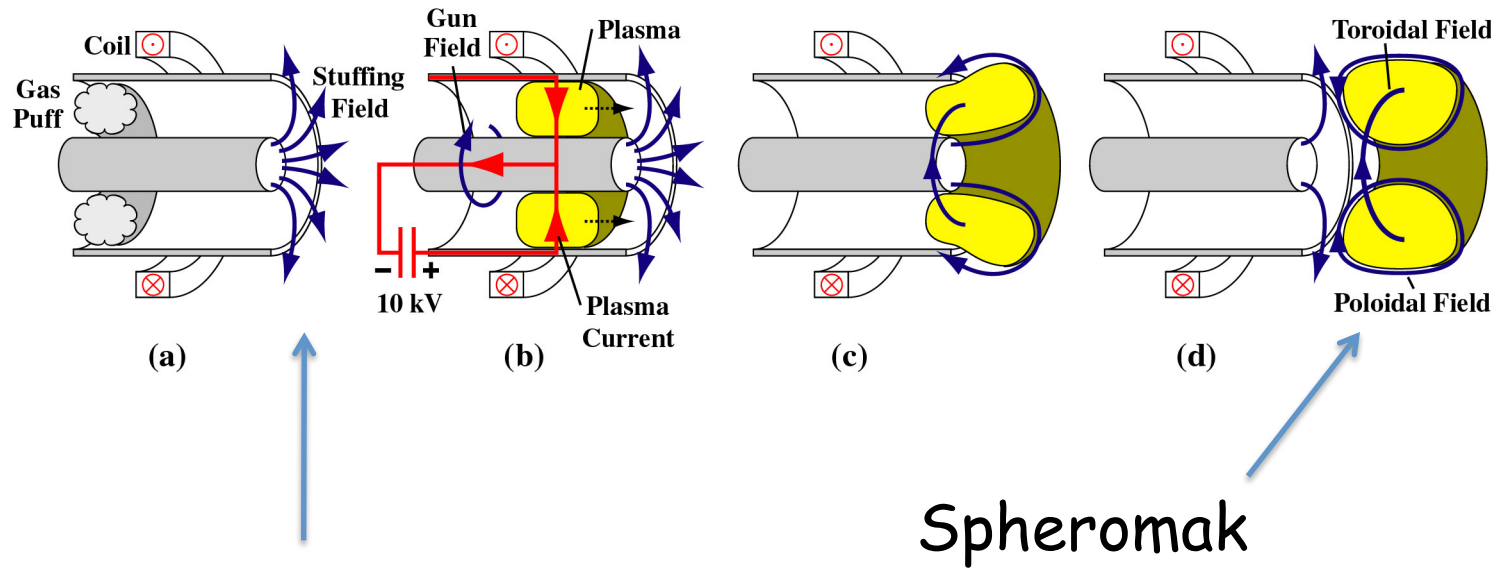 Coil
Gas
Puff
Stuffing
Field
(a)
Gun
Field
Plasma
− +
10 kV
Plasma
Current
(b)
(c)
Toroidal Field
Poloidal Field
(d)
Spheromak